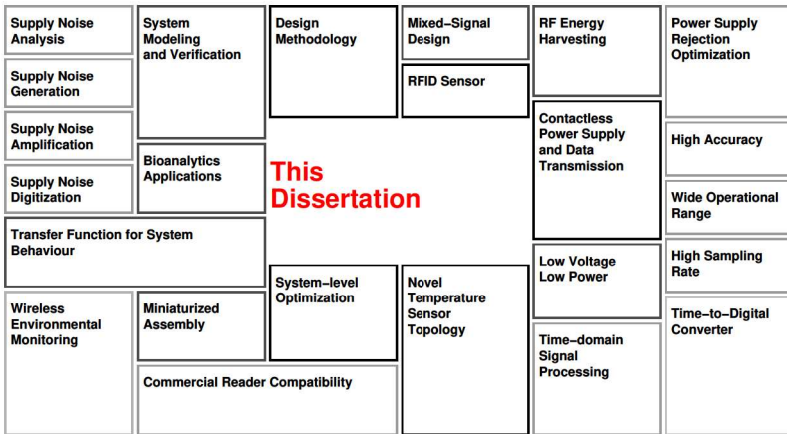 Supply Noise
Analysis
Supply Noise
Generation
Supply Noise
Amplification
Supply Noise
Digitization
System
Modeling
and Verification
Bioanalytics
Applications
Transfer Function for System
Behaviour
Wireless
Environmental
Monitoring
Miniaturized
Assembly
Commercial Reader Compatibility
Design
Methodology
This
Dissertation
System-level
Optimization
Mixed-Signal
Design
RFID Sensor
Novel
Temperature
Sensor
Topology
RF Energy
Harvesting
Contactless
Power Supply
and Data
Transmission
Low Voltage
Low Power
Time-domain
Signal
Processing
Power Supply
Rejection
Optimization
High Accuracy
Wide Operational
Range
High Sampling
Rate
Time-to-Digital
Converter